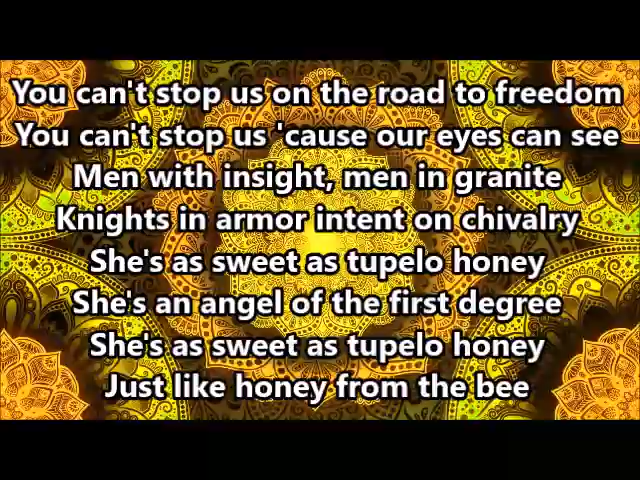 You can't stop us on the road to freedom
You can't stop us 'cause our eyes can see
Men with insight, men in granite
Knights in armor intent on chivalry
She's as sweet as tupelo honey
She's an angel of the first degree
She's as sweet as tupelo honey
Just like honey from the bee